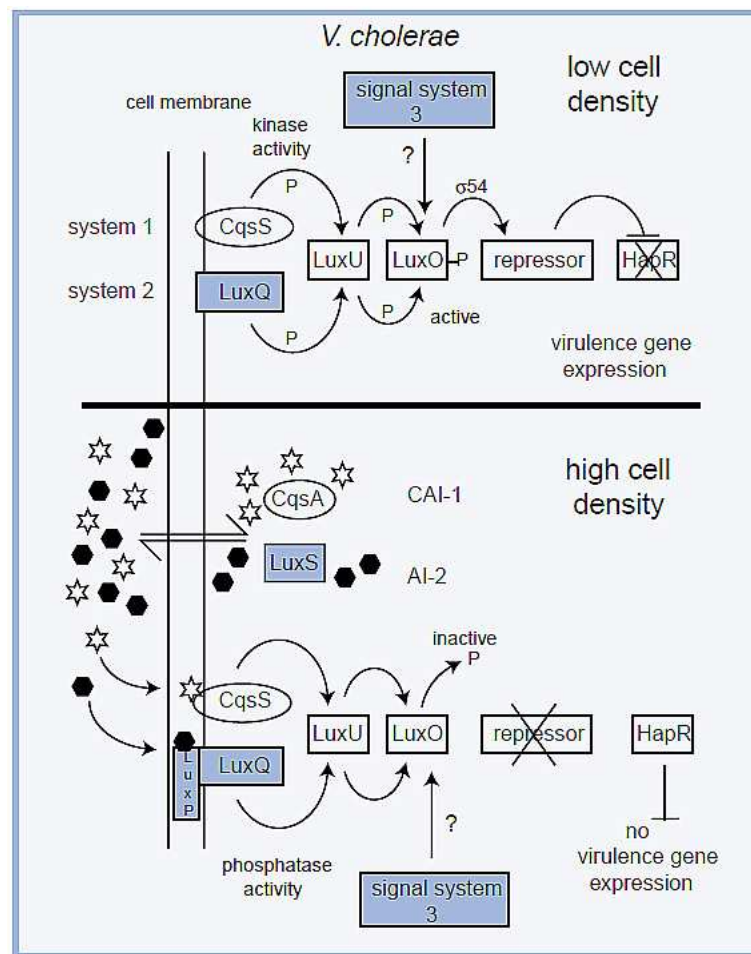 V. cholerae
low cell
density
signal system
3
cell membrane
kinase
activity
?
P
P
σ54
system 1
CqsS
LuxU
LuxO
P
repressor
HapR
system 2
LuxQ
P
P
active
virulence gene
expression
high cell
density
CqsA
CAI-1
LuxS
AI-2
inactive
P
CqsS
LuxU
LuxO
repressor
HapR
LuxP
LuxQ
?
no
virulence gene
expression
phosphatase
activity
signal system
3